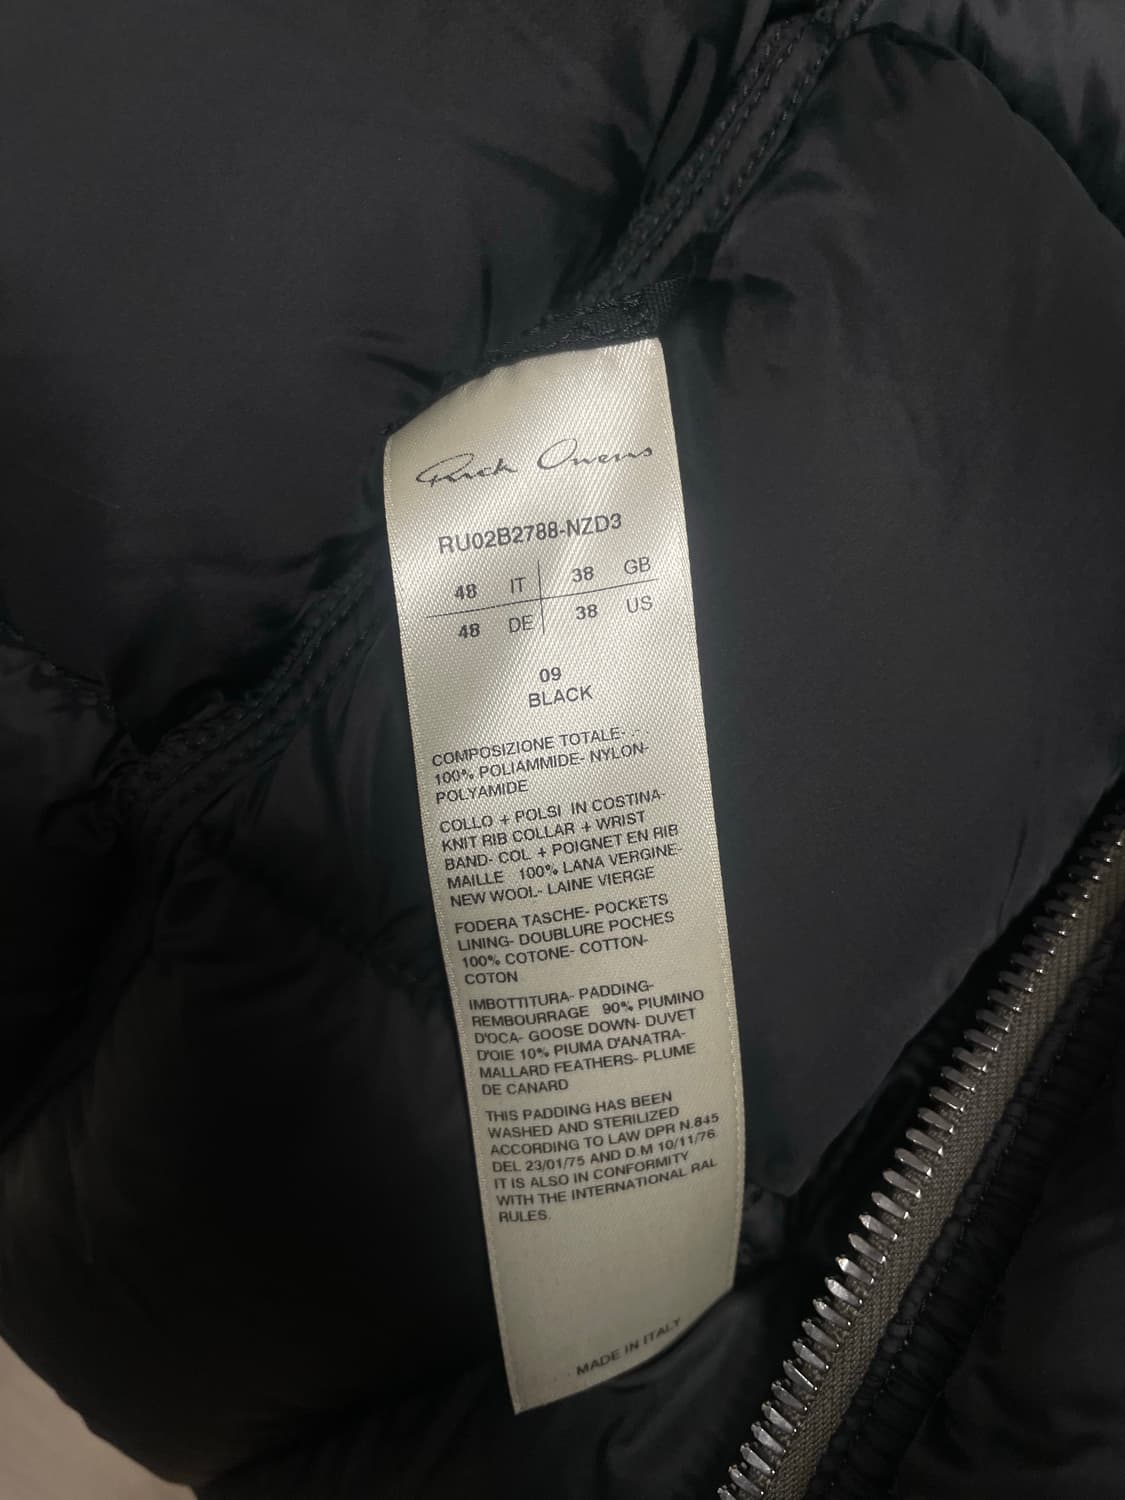 Rick Owens
RU02B2788-NZD3
48 IT 38 GB
48 DE 38 US
09
BLACK
COMPOSIZIONE TOTALE- .-
100% POLIAMMIDE- NYLON-
POLYAMIDE
COLLO + POLSI IN COSTINA-
KNIT RIB COLLAR + WRIST
BAND- COL + POIGNET EN RIB
MAILLE 100% LANA VERGINE-
NEW WOOL- LAINE VIERGE
FODERA TASCHE- POCKETS
LINING- DOUBLURE POCHES
100% COTONE- COTTON-
COTON
IMBOTTITURA- PADDING-
REMBOURRAGE 90% PIUMINO
D'OCA- GOOSE DOWN- DUVET
D'OIE 10% PIUMA D'ANATRA-
MALLARD FEATHERS- PLUME
DE CANARD
THIS PADDING HAS BEEN
WASHED AND STERILIZED
ACCORDING TO LAW DPR N.845
DEL 23/01/75 AND D.M 10/11/76.
IT IS ALSO IN CONFORMITY
WITH THE INTERNATIONAL RAL
RULES.
MADE IN ITALY